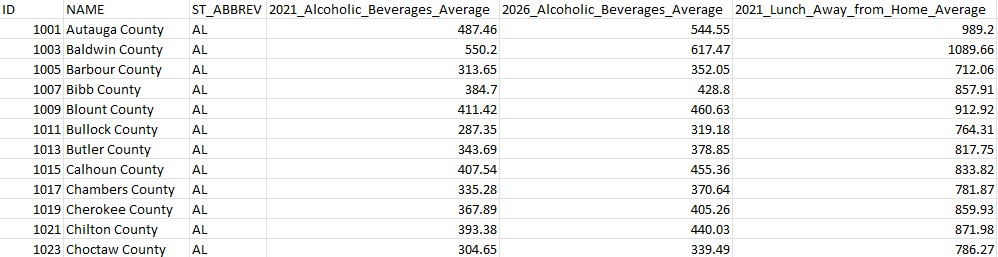 ID NAME ST_ABBREV 2021_Alcoholic_Beverages_Average 2026_Alcoholic_Beverages_Average 2021_Lunch_Away_from_Home_Average
1001 Autauga County AL 487.46 544.55 989.2
1003 Baldwin County AL 550.2 617.47 1089.66
1005 Barbour County AL 313.65 352.05 712.06
1007 Bibb County AL 384.7 428.8 857.91
1009 Blount County AL 411.42 460.63 912.92
1011 Bullock County AL 287.35 319.18 764.31
1013 Butler County AL 343.69 378.85 817.75
1015 Calhoun County AL 407.54 455.36 833.82
1017 Chambers County AL 335.28 370.64 781.87
1019 Cherokee County AL 367.89 405.26 859.93
1021 Chilton County AL 393.38 440.03 871.98
1023 Choctaw County AL 304.65 339.49 786.27